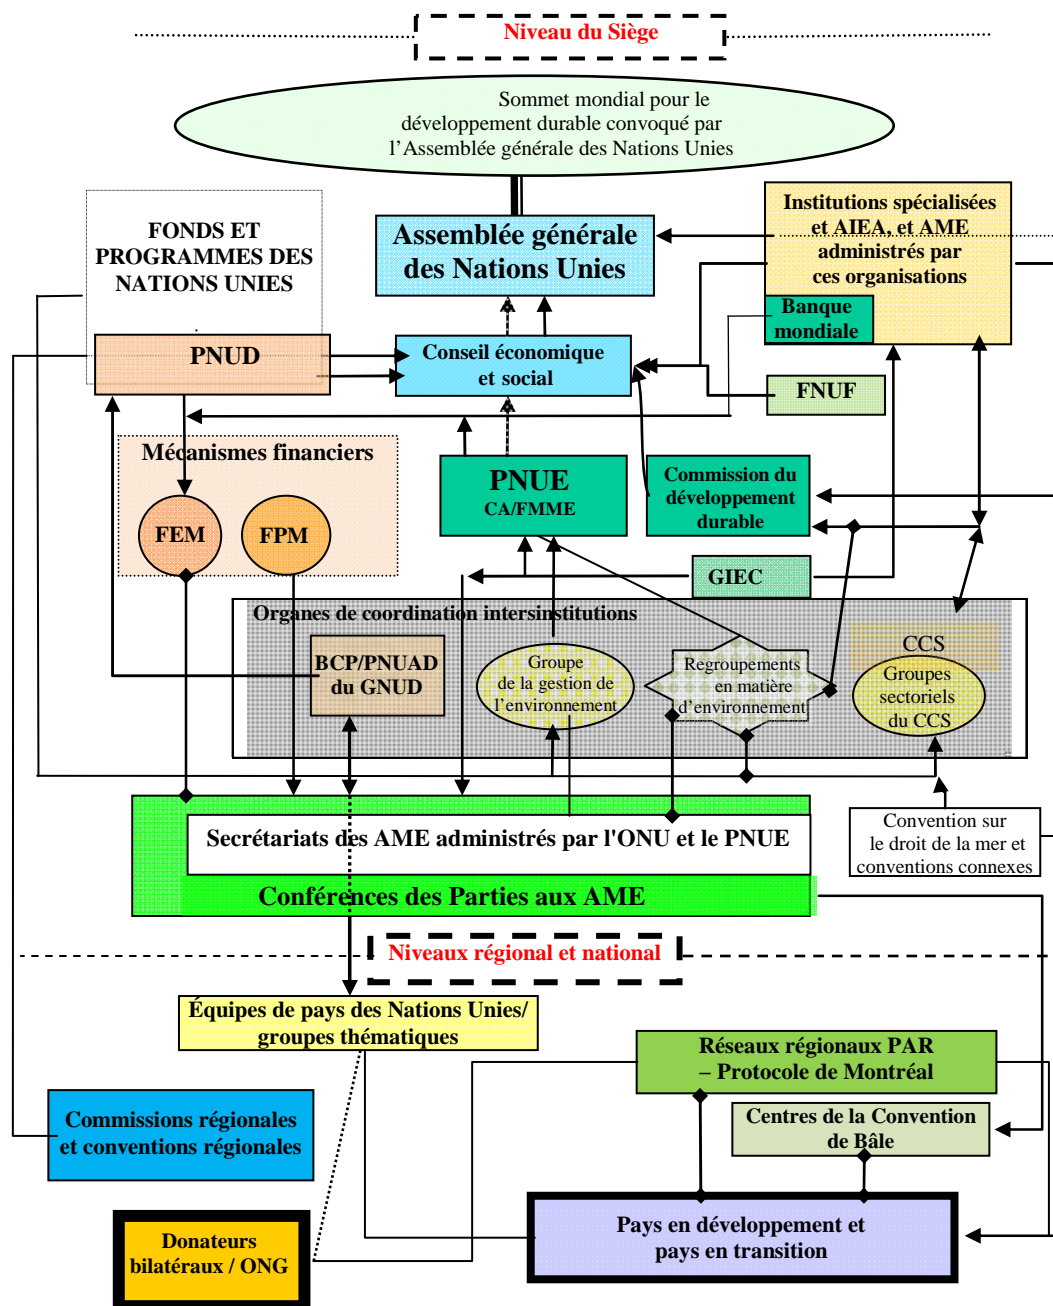 Niveau du Siège
Sommet mondial pour le
développement durable convoqué par
l'Assemblée générale des Nations Unies
FONDS ET
PROGRAMMES DES
NATIONS UNIES
Assemblée générale
des Nations Unies
Institutions spécialisées
et AIEA, et AME
administrés par
ces organisations
Banque
mondiale
PNUD
Conseil économique
et social
FNUF
Mécanismes financiers
FEM
FPM
PNUE
CA/FMME
Commission du
développement
durable
GIEC
Organes de coordination intersinstitutions
BCP/PNUAD
du GNUD
Groupe
de la gestion de
l'environnement
Regroupements
en matière
d'environnement
CCS
Groupes
sectoriels
du CCS
Secrétariats des AME administrés par l'ONU et le PNUE
Conférences des Parties aux AME
Convention sur
le droit de la mer et
conventions connexes
Niveaux régional et national
Équipes de pays des Nations Unies/
groupes thématiques
Réseaux régionaux PAR
– Protocole de Montréal
Commissions régionales
et conventions régionales
Centres de la Convention
de Bâle
Pays en développement et
pays en transition
Donateurs
bilatéraux / ONG